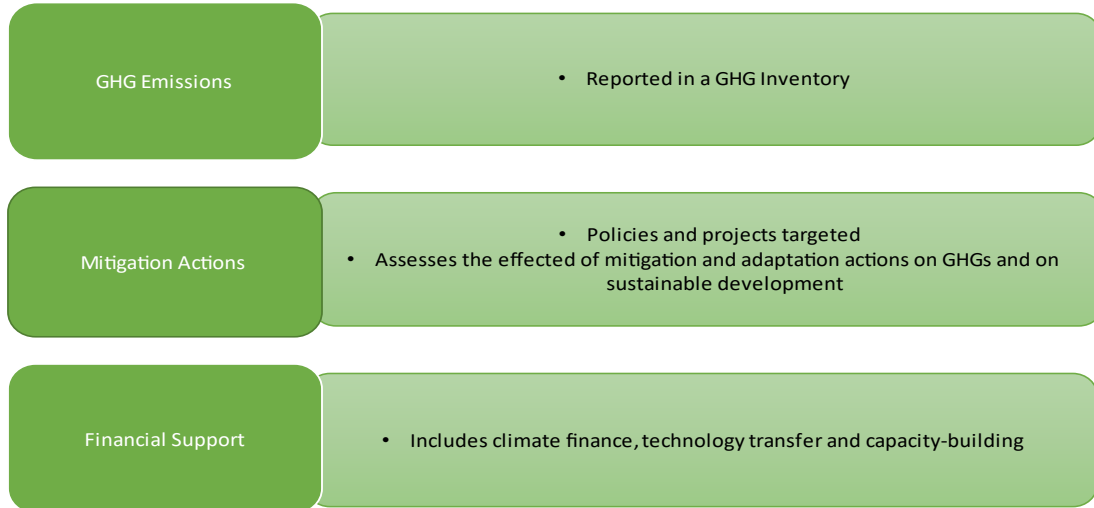 GHG Emissions
• Reported in a GHG Inventory
Mitigation Actions
• Policies and projects targeted
• Assesses the effected of mitigation and adaptation actions on GHGs and on
sustainable development
Financial Support
• Includes climate finance, technology transfer and capacity-building